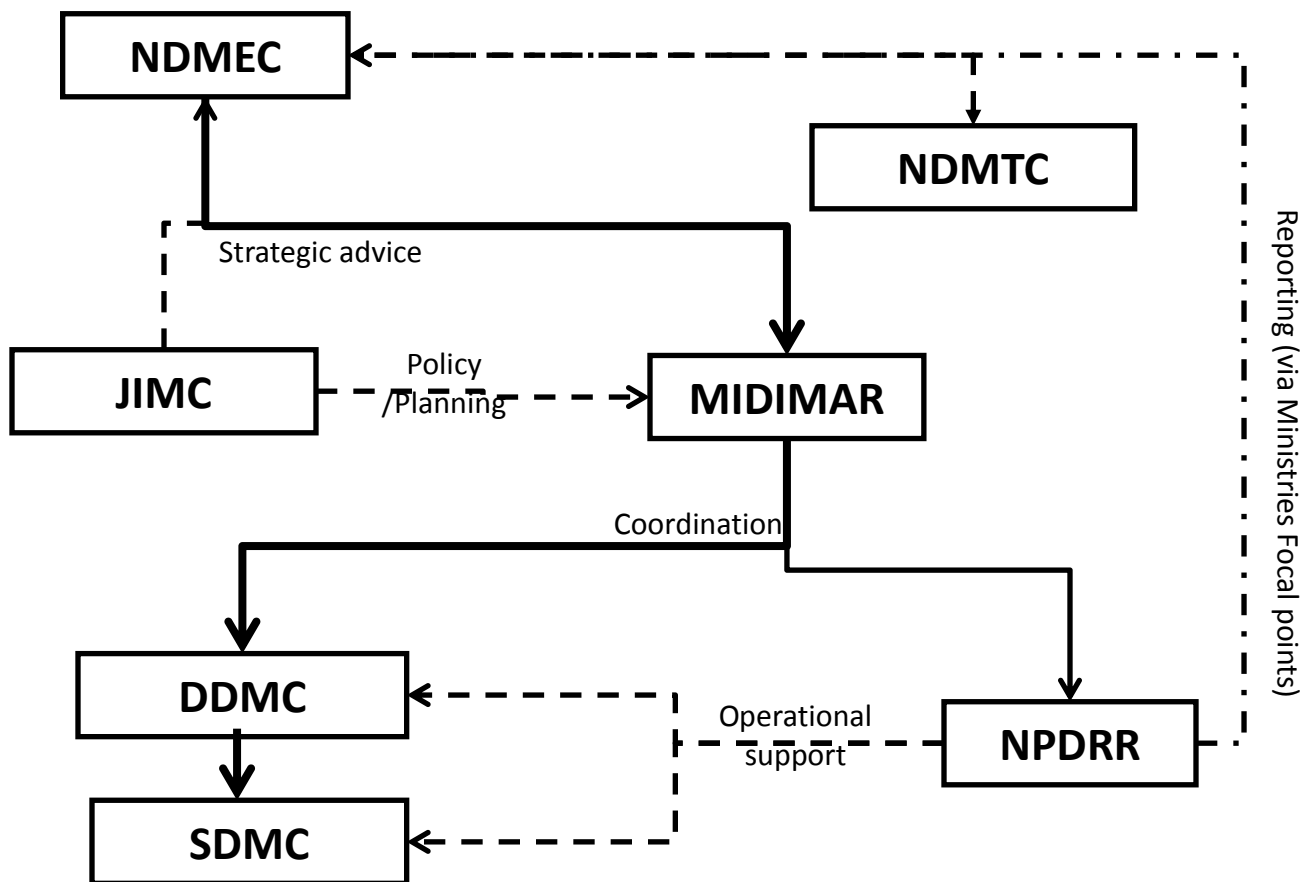 NDMEC
NDMTC
Strategic advice
JIMC
Policy
/Planning
MIDIMAR
Reporting (via Ministries Focal points)
Coordination
DDMC
Operational
support
NPDRR
SDMC